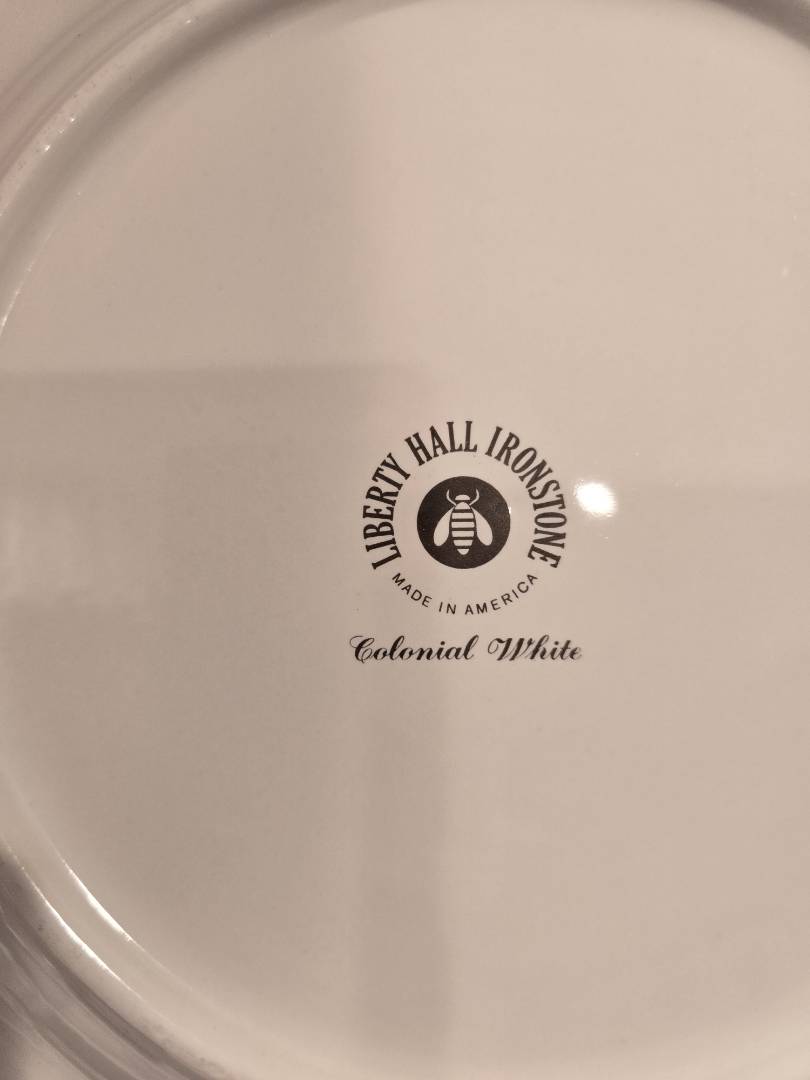 LIBERTY HALL IRONSTONE
MADE IN AMERICA
Colonial White